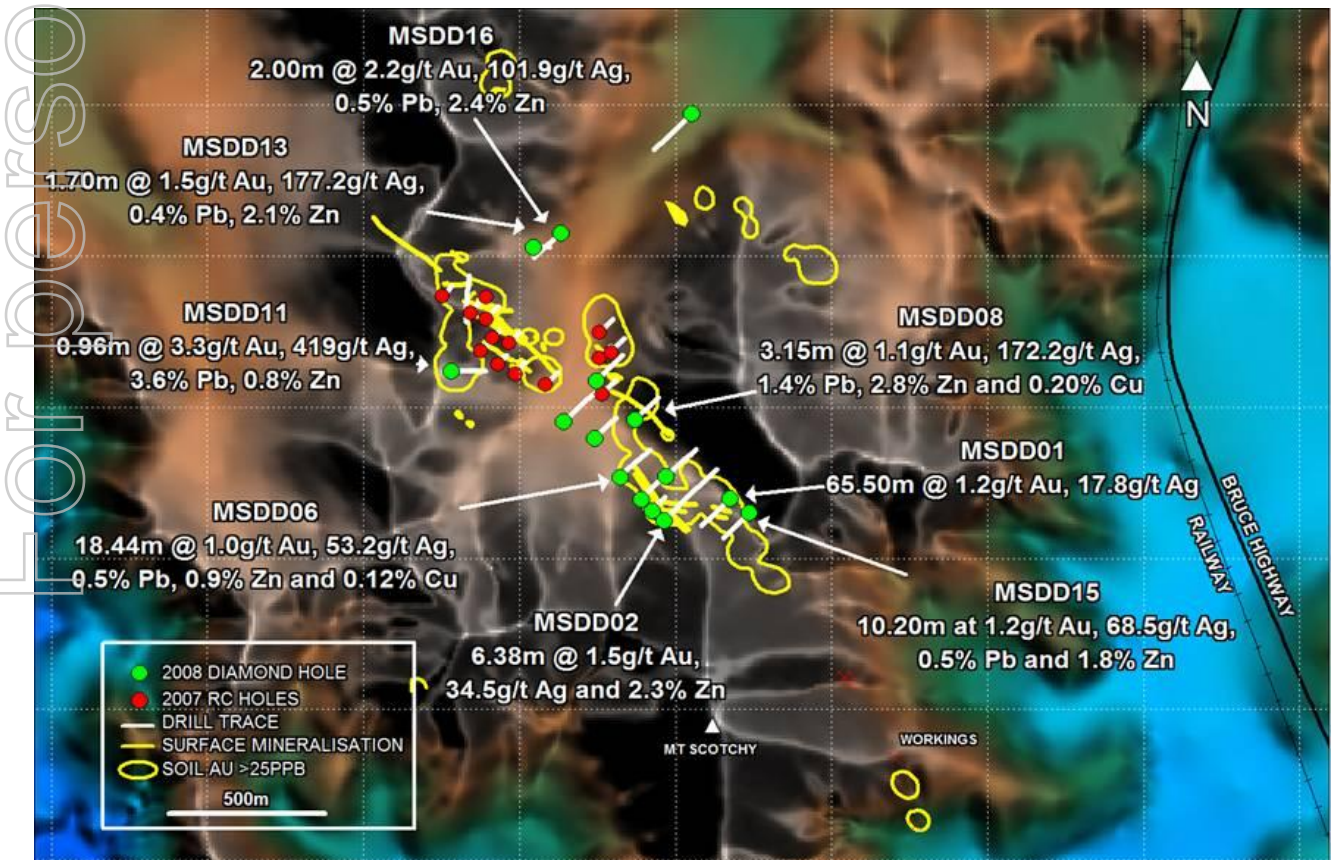 For perso
MSDD16
2.00m @ 2.2g/t Au, 101.9g/t Ag,
0.5% Pb, 2.4% Zn
N
MSDD13
1.70m @ 1.5g/t Au, 177.2g/t Ag,
0.4% Pb, 2.1% Zn
MSDD11
0.96m @ 3.3g/t Au, 419g/t Ag,
3.6% Pb, 0.8% Zn
MSDD08
3.15m @ 1.1g/t Au, 172.2g/t Ag,
1.4% Pb, 2.8% Zn and 0.20% Cu
MSDD01
65.50m @ 1.2g/t Au, 17.8g/t Ag
BRUCE HIGHWAY
RAILWAY
MSDD06
18.44m @ 1.0g/t Au, 53.2g/t Ag,
0.5% Pb, 0.9% Zn and 0.12% Cu
MSDD15
10.20m at 1.2g/t Au, 68.5g/t Ag,
0.5% Pb and 1.8% Zn
MSDD02
6.38m @ 1.5g/t Au,
34.5g/t Ag and 2.3% Zn
MT SCOTCHY
WORKINGS
2008 DIAMOND HOLE
2007 RC HOLES
DRILL TRACE
SURFACE MINERALISATION
SOIL AU >25PPB
500m